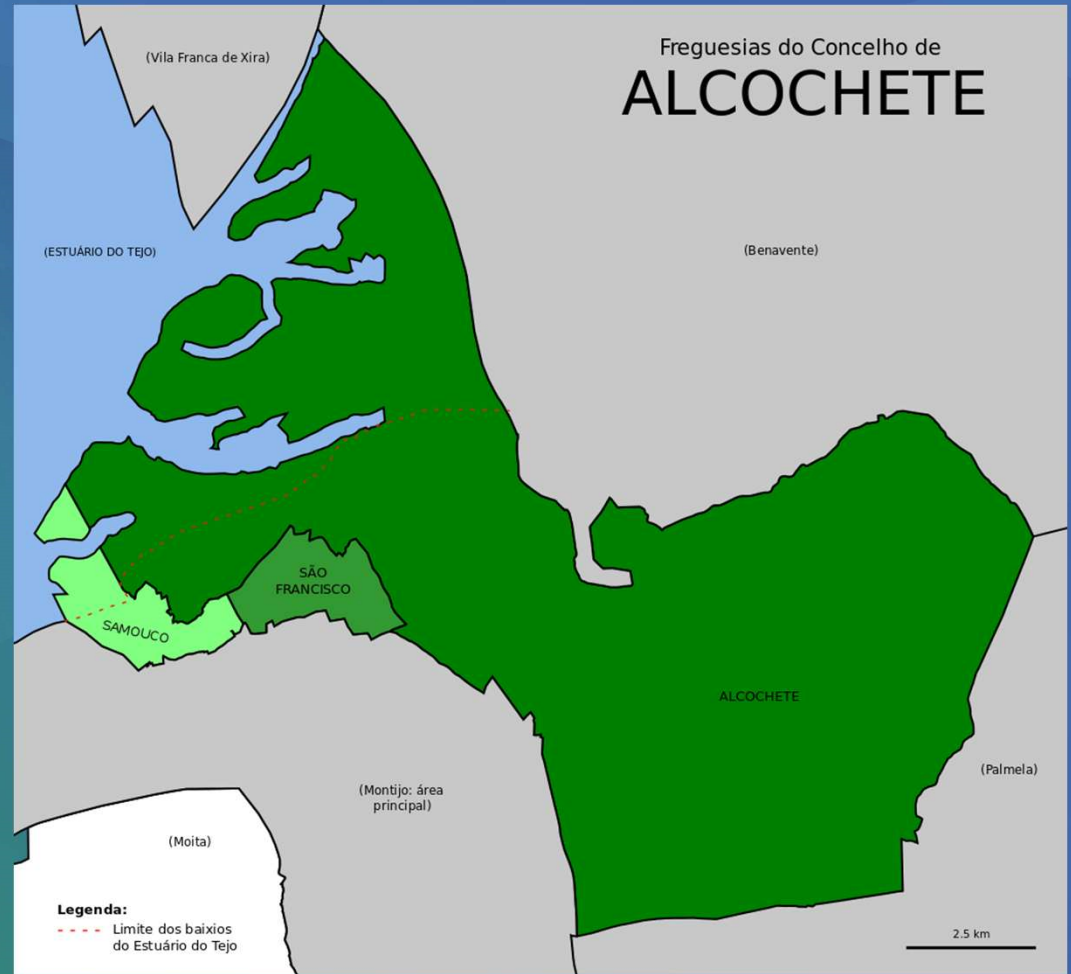 Freguesias do Concelho de
ALCOCHETE
(Vila Franca de Xira)
(ESTUÁRIO DO TEJO)
(Benavente)
SÃO
FRANCISCO
SAMOUCO
ALCOCHETE
(Palmela)
(Montijo: área
principal)
(Moita)
Legenda:
Limite dos baixios
do Estuário do Tejo
2.5 km